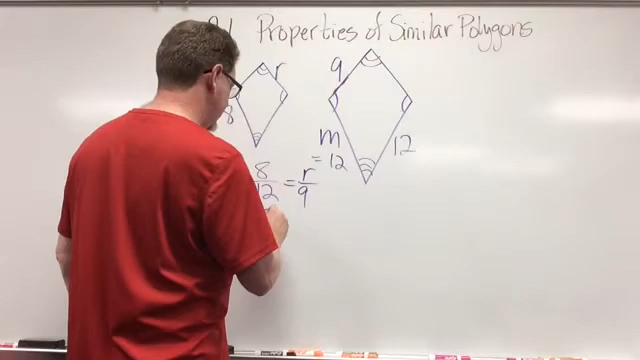 Properties of Similar Polygons
r
9
8
m
= 12
12
8/12 = r/9